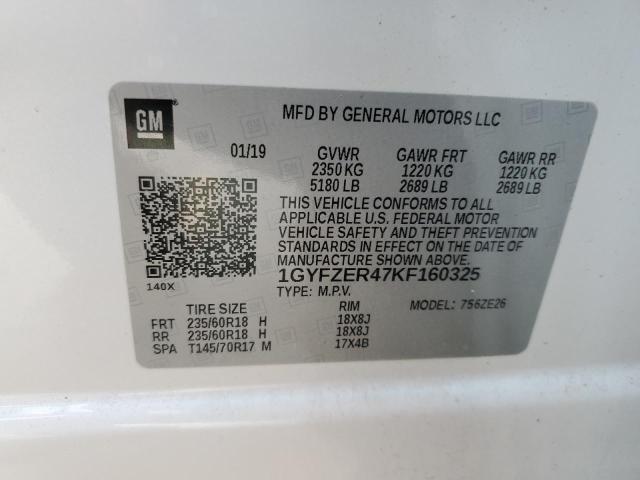 GM
®
MFD BY GENERAL MOTORS LLC
01/19 GVWR GAWR FRT GAWR RR
2350 KG 1220 KG 1220 KG
5180 LB 2689 LB 2689 LB
THIS VEHICLE CONFORMS TO ALL
APPLICABLE U.S. FEDERAL MOTOR
VEHICLE SAFETY AND THEFT PREVENTION
STANDARDS IN EFFECT ON THE DATE OF
MANUFACTURE SHOWN ABOVE.
1GYFZER47KF160325
140X TYPE: M.P.V. MODEL: 756ZE26
TIRE SIZE RIM
FRT 235/60R18 H 18X8J
RR 235/60R18 H 18X8J
SPA T145/70R17 M 17X4B